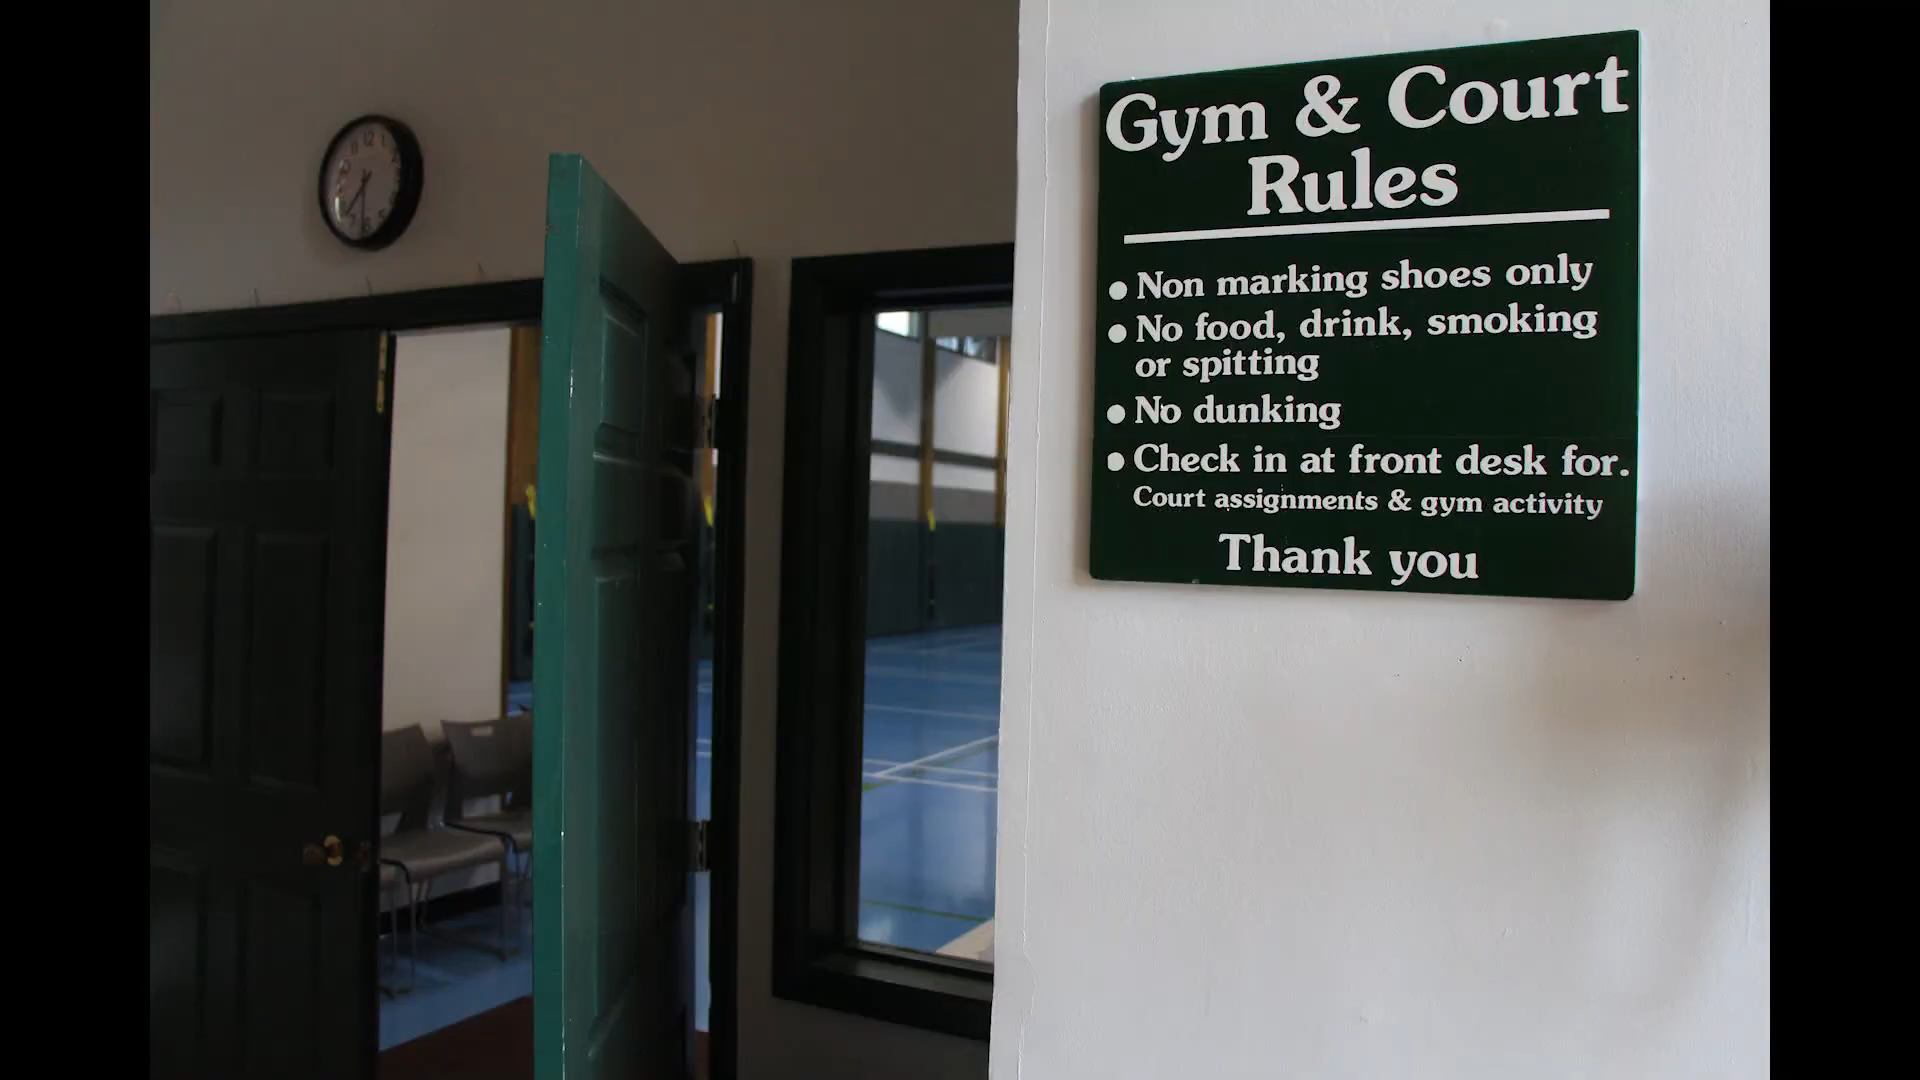 Gym & Court
Rules
● Non marking shoes only
● No food, drink, smoking
or spitting
● No dunking
● Check in at front desk for.
Court assignments & gym activity
Thank you